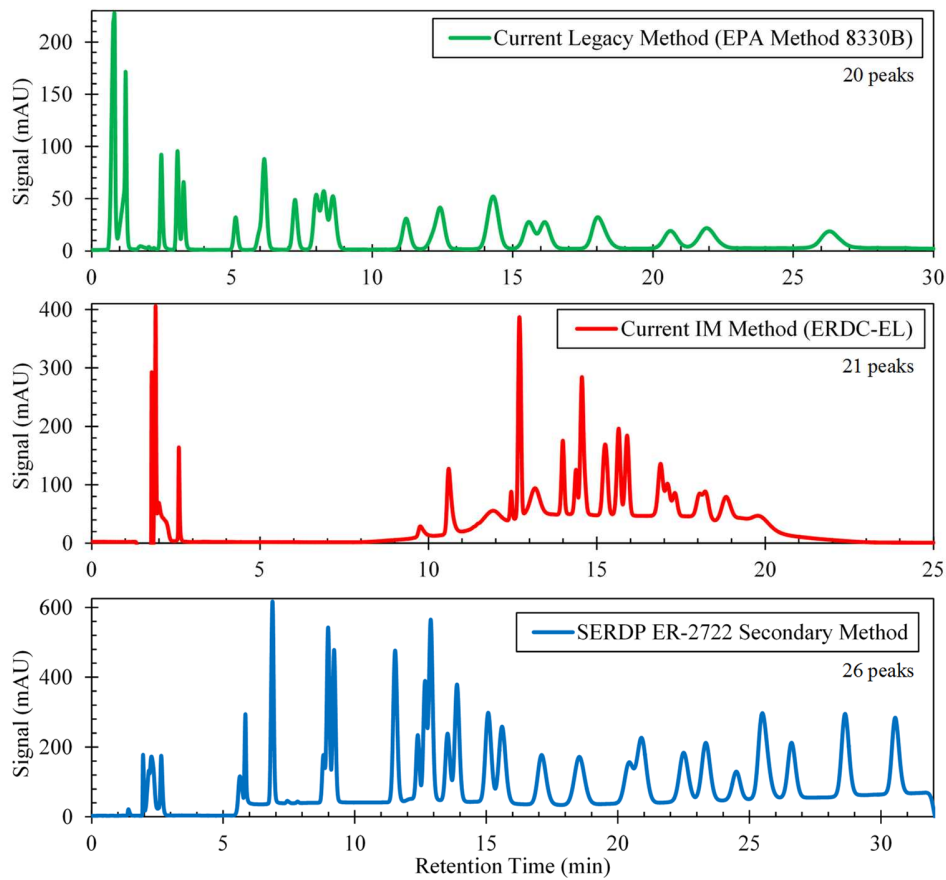 Signal (mAU)
200
150
100
50
0
Current Legacy Method (EPA Method 8330B)
20 peaks
0 5 10 15 20 25 30
Signal (mAU)
400
300
200
100
0
Current IM Method (ERDC-EL)
21 peaks
0 5 10 15 20 25
Signal (mAU)
600
400
200
0
SERDP ER-2722 Secondary Method
26 peaks
0 5 10 15 20 25 30
Retention Time (min)